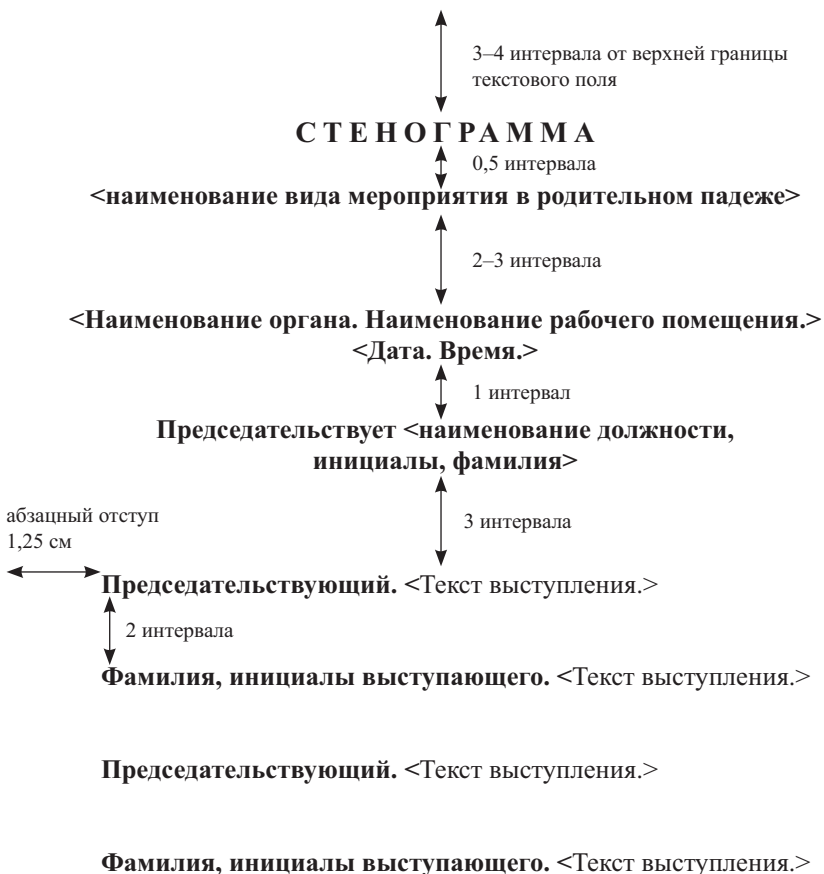 3–4 интервала от верхней границы
текстового поля
С Т Е Н О Г Р А М М А
0,5 интервала
<наименование вида мероприятия в родительном падеже>
2–3 интервала
<Наименование органа. Наименование рабочего помещения.>
<Дата. Время.>
1 интервал
Председательствует <наименование должности,
инициалы, фамилия>
3 интервала
абзацный отступ
1,25 см
Председательствующий. <Текст выступления.>
2 интервала
Фамилия, инициалы выступающего. <Текст выступления.>
Председательствующий. <Текст выступления.>
Фамилия, инициалы выступающего. <Текст выступления.>